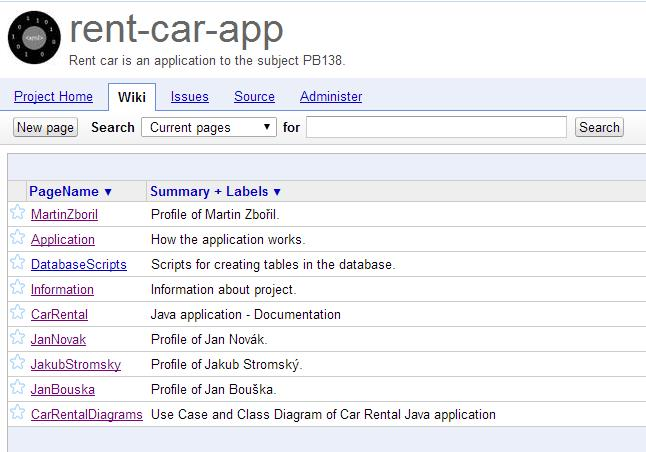 rent-car-app
Rent car is an application to the subject PB138.
Project Home Wiki Issues Source Administer
New page Search Current pages ▼ for Search
PageName ▼ Summary + Labels ▼
MartinZboril Profile of Martin Zbořil.
Application How the application works.
DatabaseScripts Scripts for creating tables in the database.
Information Information about project.
CarRental Java application - Documentation
JanNovak Profile of Jan Novák.
JakubStromsky Profile of Jakub Stromský.
JanBouska Profile of Jan Bouška.
CarRentalDiagrams Use Case and Class Diagram of Car Rental Java application